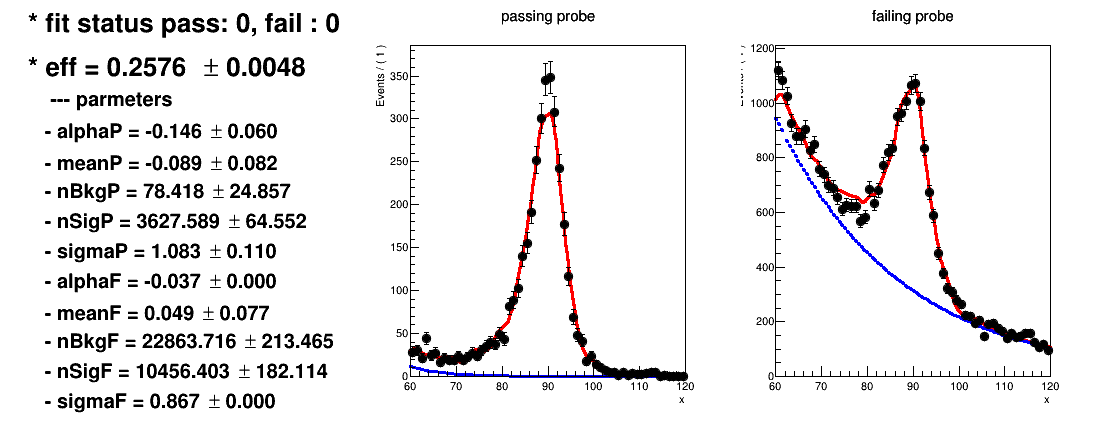 * fit status pass: 0, fail : 0
* eff = 0.2576 ± 0.0048
--- parmeters
- alphaP = -0.146 ± 0.060
- meanP = -0.089 ± 0.082
- nBkgP = 78.418 ± 24.857
- nSigP = 3627.589 ± 64.552
- sigmaP = 1.083 ± 0.110
- alphaF = -0.037 ± 0.000
- meanF = 0.049 ± 0.077
- nBkgF = 22863.716 ± 213.465
- nSigF = 10456.403 ± 182.114
- sigmaF = 0.867 ± 0.000
passing probe
Events / ( 1 )
350
300
250
200
150
100
50
0
60 70 80 90 100 110 120
x
failing probe
1200
1000
800
600
400
200
0
60 70 80 90 100 110 120
x